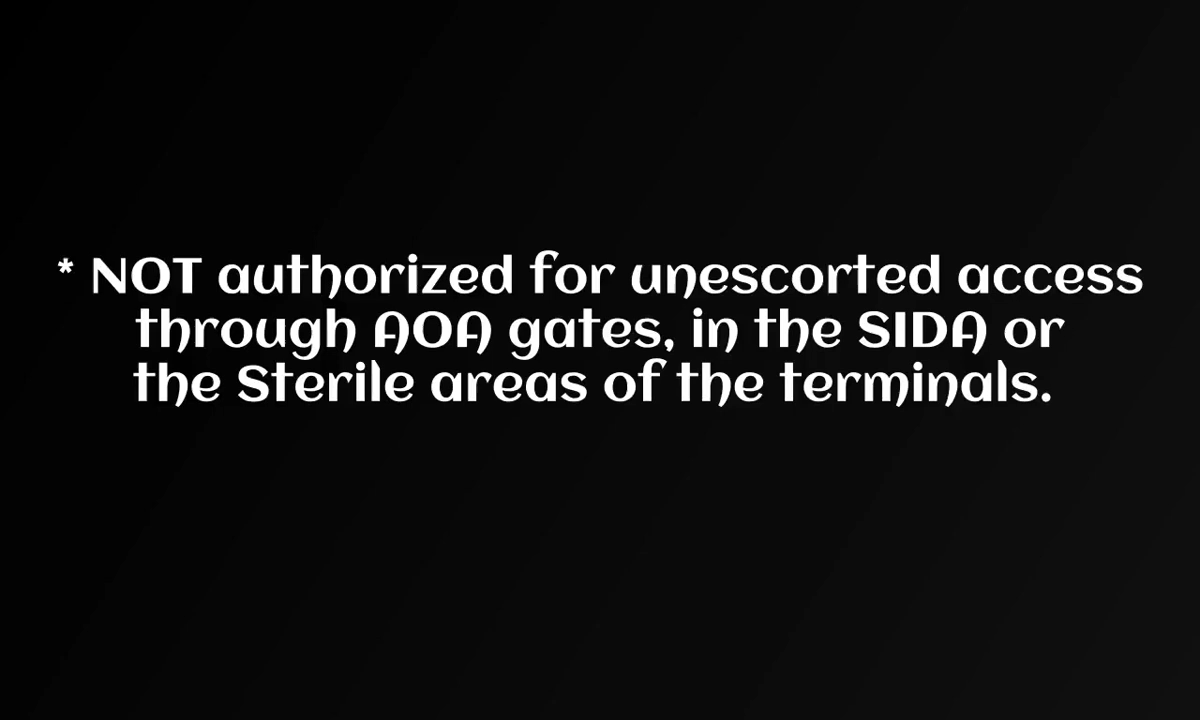 * NOT authorized for unescorted access
through AOA gates, in the SIDA or
the Sterile areas of the terminals.